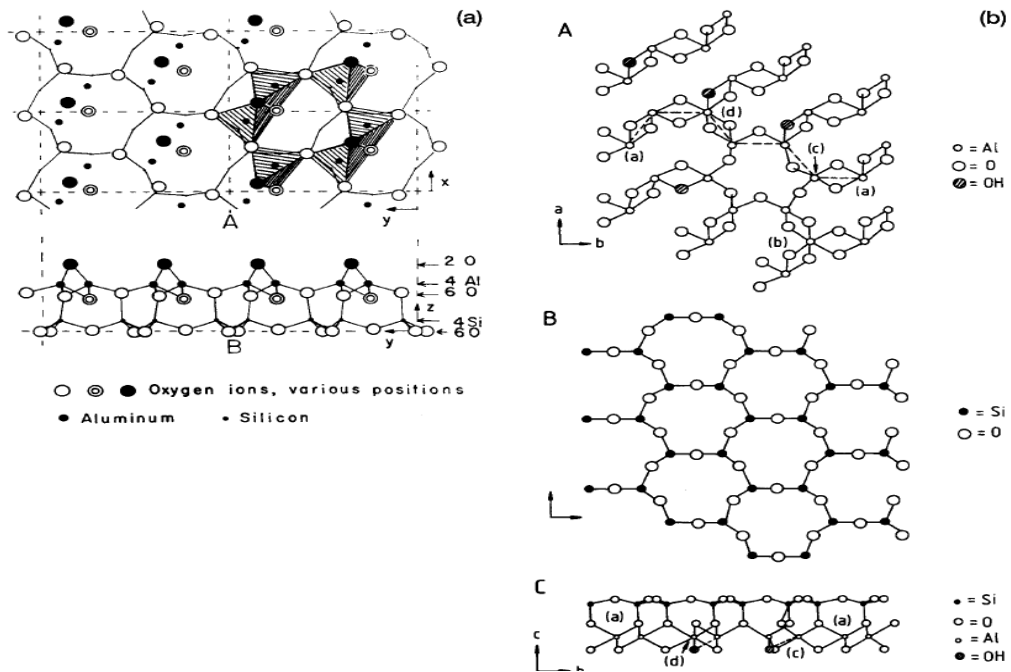 (a)
x
y
A
2 O
4 Al
6 O
z
4 Si
6 O
y
B
Oxygen ions, various positions
Aluminum
Silicon
(b)
A
(d)
(a)
(c)
(a)
(b)
a
b
= Al
= O
= OH
B
= Si
= O
C
(a)
(a)
(d)
(c)
c
b
= Si
= O
= Al
= OH